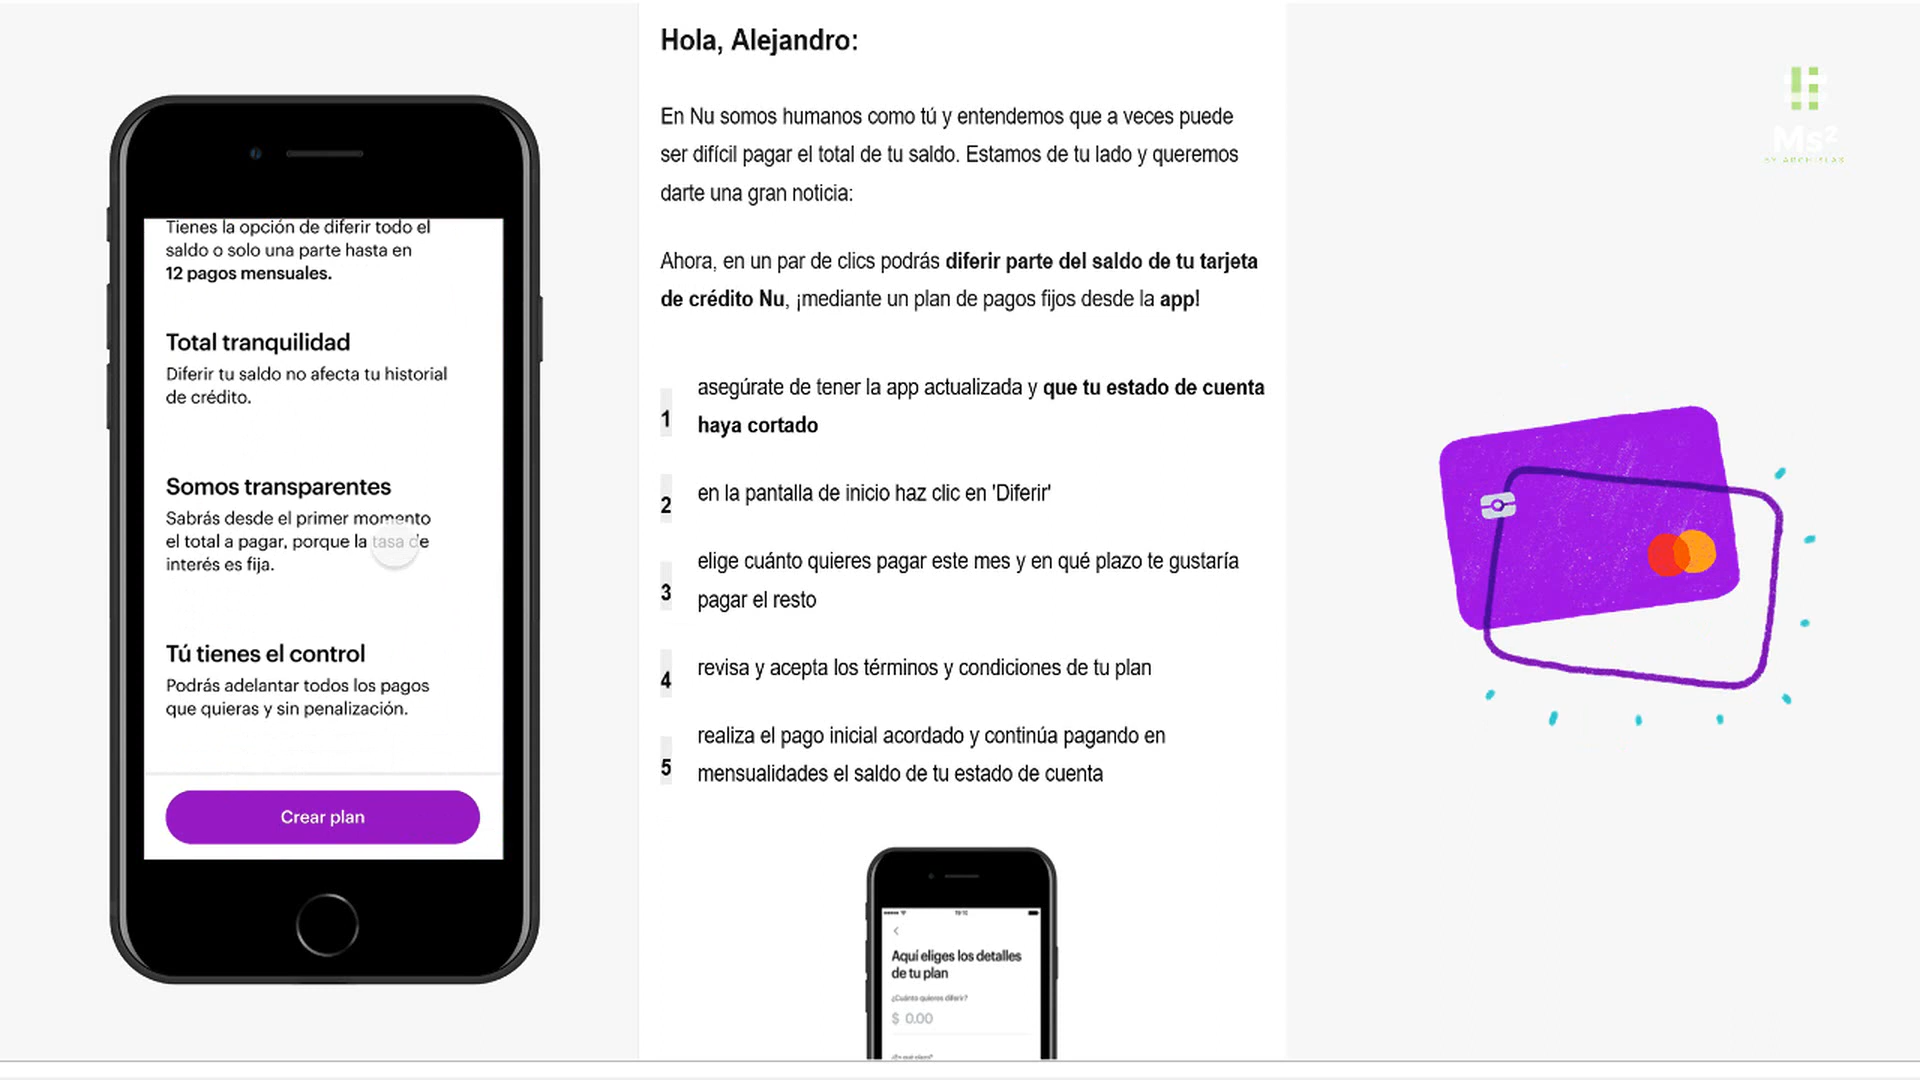 Tienes la opción de diferir todo el
saldo o solo una parte hasta en
12 pagos mensuales.
Total tranquilidad
Diferir tu saldo no afecta tu historial
de crédito.
Somos transparentes
Sabrás desde el primer momento
el total a pagar, porque la tasa de
interés es fija.
Tú tienes el control
Podrás adelantar todos los pagos
que quieras y sin penalización.
Crear plan
Hola, Alejandro:
En Nu somos humanos como tú y entendemos que a veces puede
ser difícil pagar el total de tu saldo. Estamos de tu lado y queremos
darte una gran noticia:
Ahora, en un par de clics podrás diferir parte del saldo de tu tarjeta
de crédito Nu, ¡mediante un plan de pagos fijos desde la app!
1 asegúrate de tener la app actualizada y que tu estado de cuenta
haya cortado
2 en la pantalla de inicio haz clic en 'Diferir'
3 elige cuánto quieres pagar este mes y en qué plazo te gustaría
pagar el resto
4 revisa y acepta los términos y condiciones de tu plan
5 realiza el pago inicial acordado y continúa pagando en
mensualidades el saldo de tu estado de cuenta
Aquí eliges los detalles
de tu plan
¿Cuánto quieres diferir?
$ 0.00
Ms²